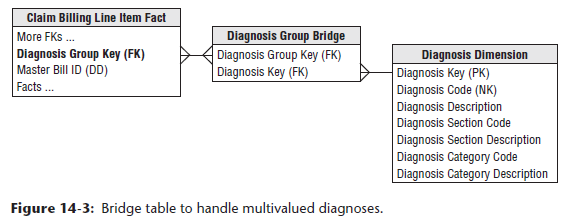 Claim Billing Line Item Fact
More FKs ...
Diagnosis Group Key (FK)
Master Bill ID (DD)
Facts ...
Diagnosis Group Bridge
Diagnosis Group Key (FK)
Diagnosis Key (FK)
Diagnosis Dimension
Diagnosis Key (PK)
Diagnosis Code (NK)
Diagnosis Description
Diagnosis Section Code
Diagnosis Section Description
Diagnosis Category Code
Diagnosis Category Description
Figure 14-3: Bridge table to handle multivalued diagnoses.